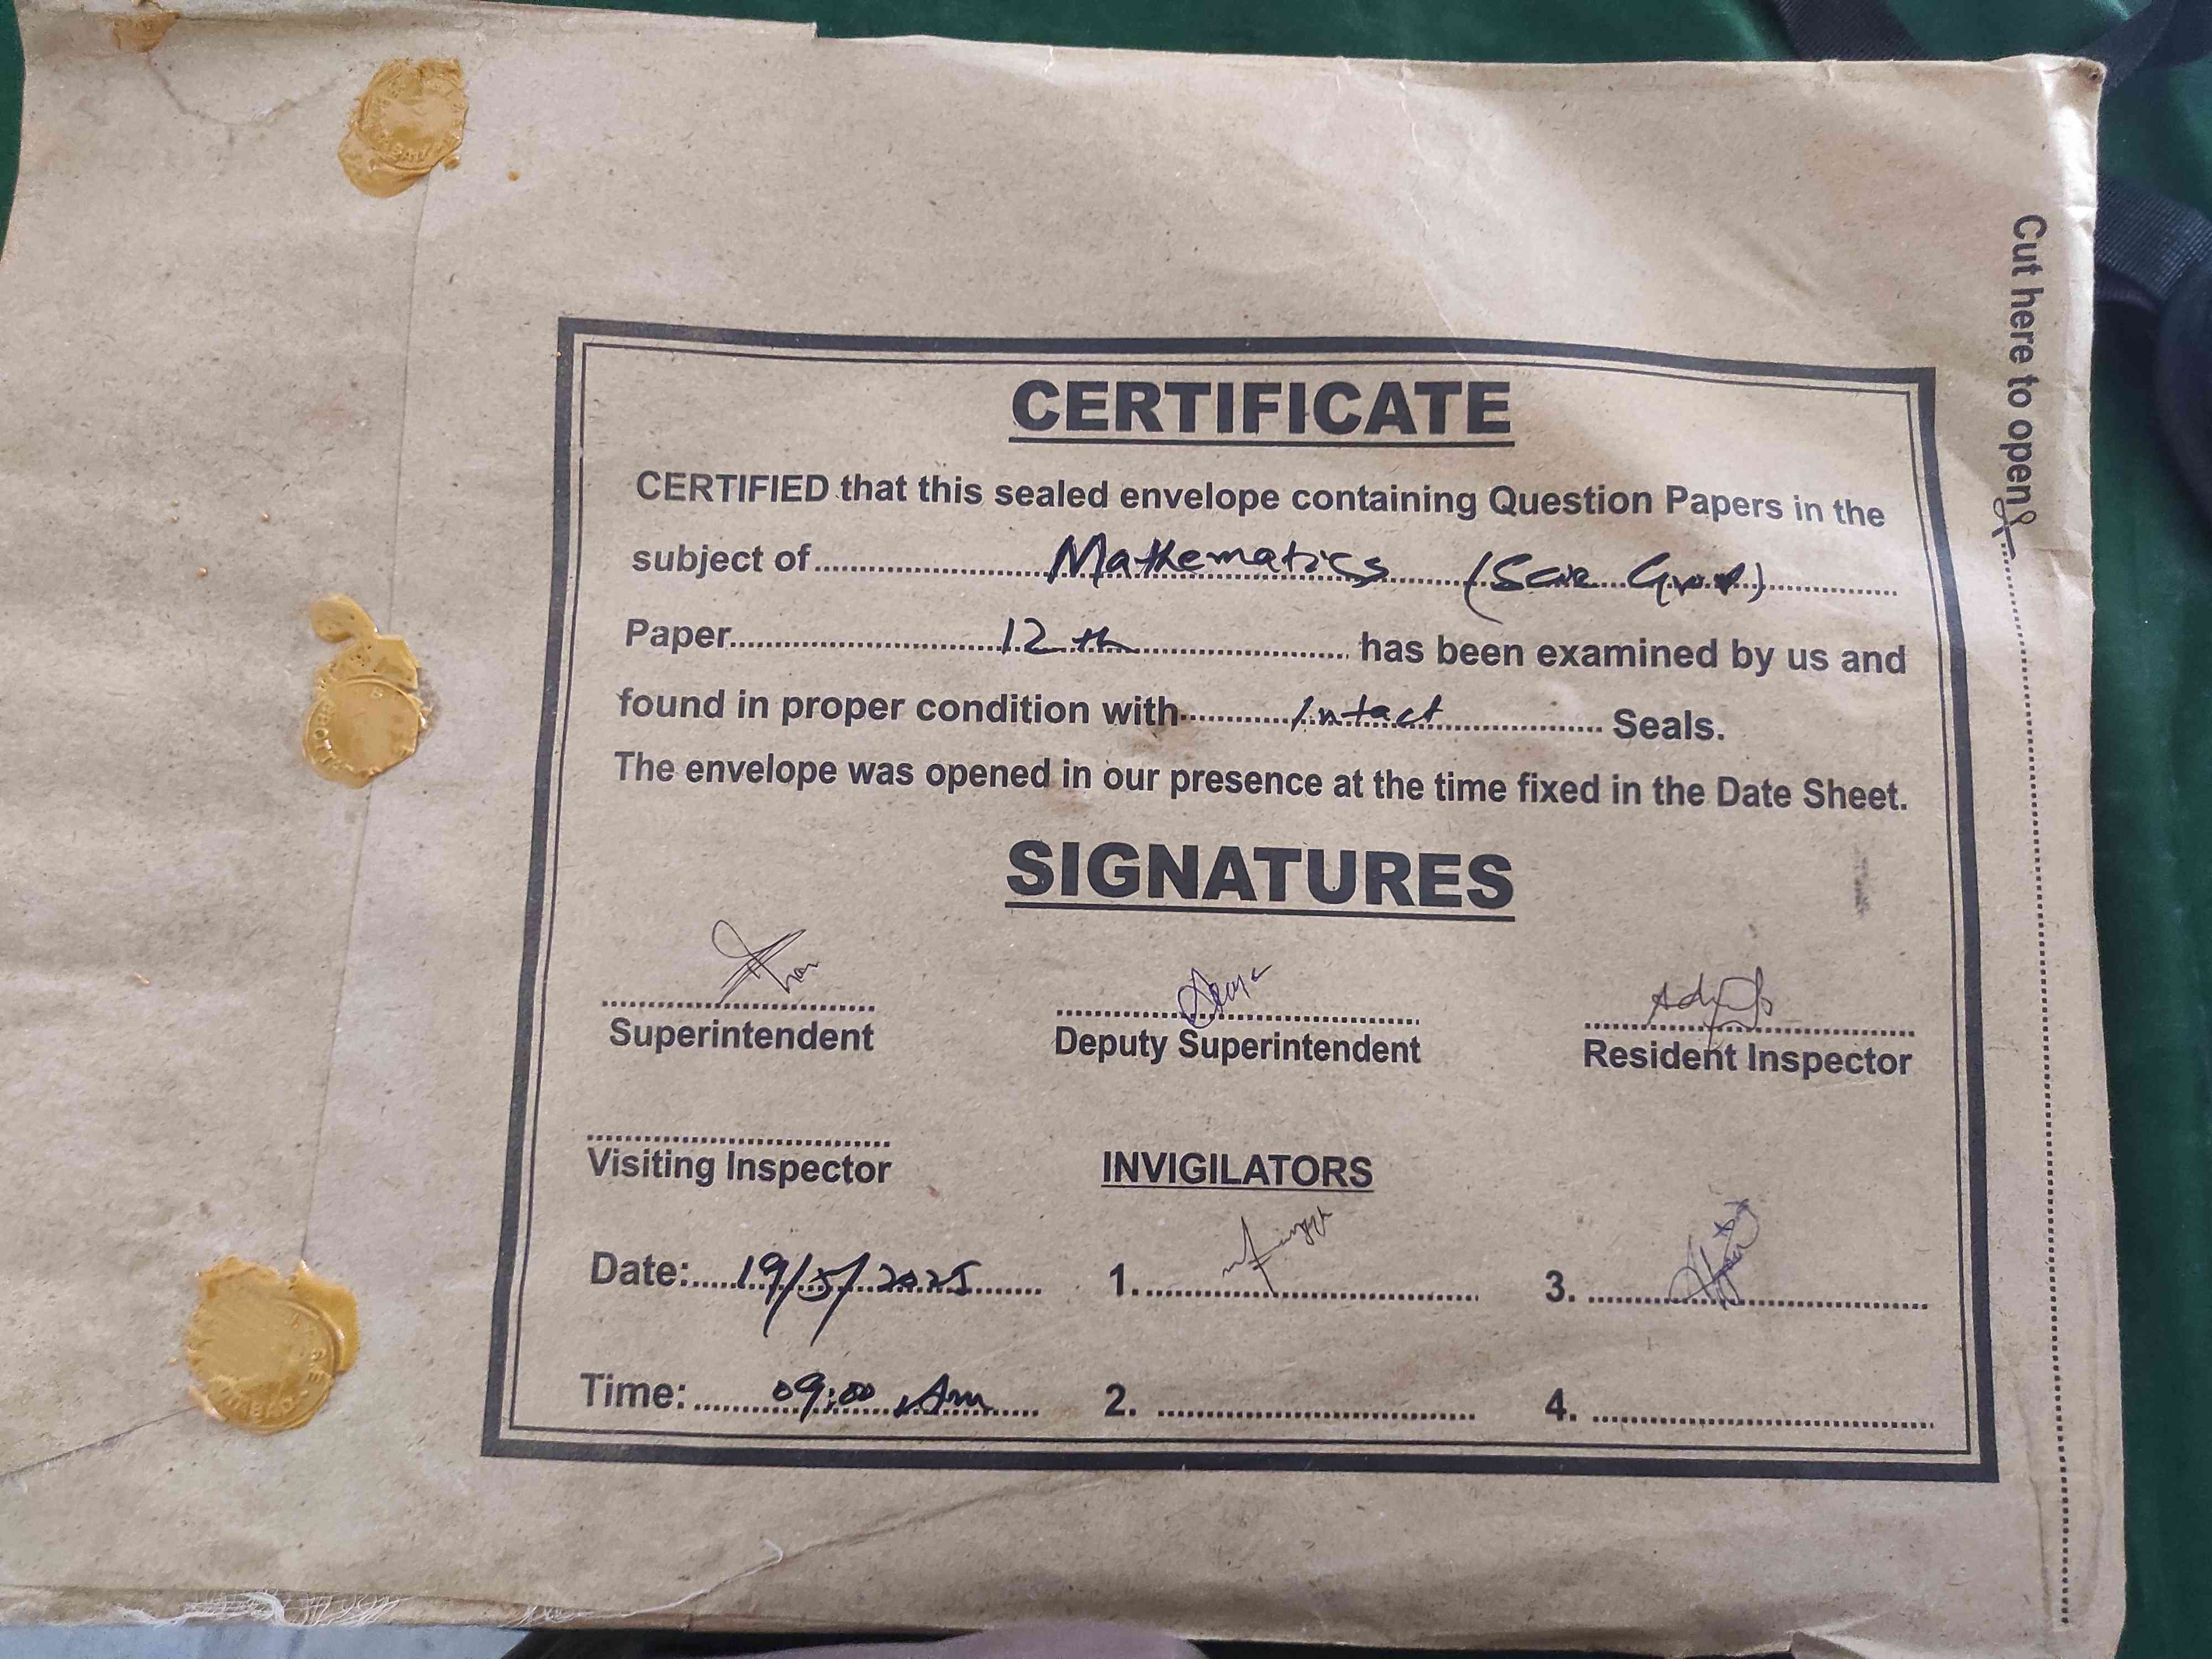 Cut here to open
CERTIFICATE
CERTIFIED that this sealed envelope containing Question Papers in the
subject of Mathematics (Scie Group)
Paper 12th has been examined by us and
found in proper condition with Intact Seals.
The envelope was opened in our presence at the time fixed in the Date Sheet.
SIGNATURES
Superintendent Deputy Superintendent Resident Inspector
Visiting Inspector INVIGILATORS
Date: 19/5/2025 1. 3.
Time: 09:00 Am 2. 4.